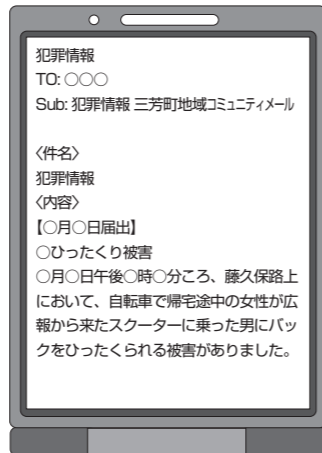 犯罪情報
TO: ○○○
Sub: 犯罪情報 三芳町地域コミュニティメール
〈件名〉
犯罪情報
〈内容〉
【○月○日届出】
○ひったくり被害
○月○日午後○時○分ころ、藤久保路上
において、自転車で帰宅途中の女性が広
報から来たスクーターに乗った男にバッ
クをひったくられる被害がありました。